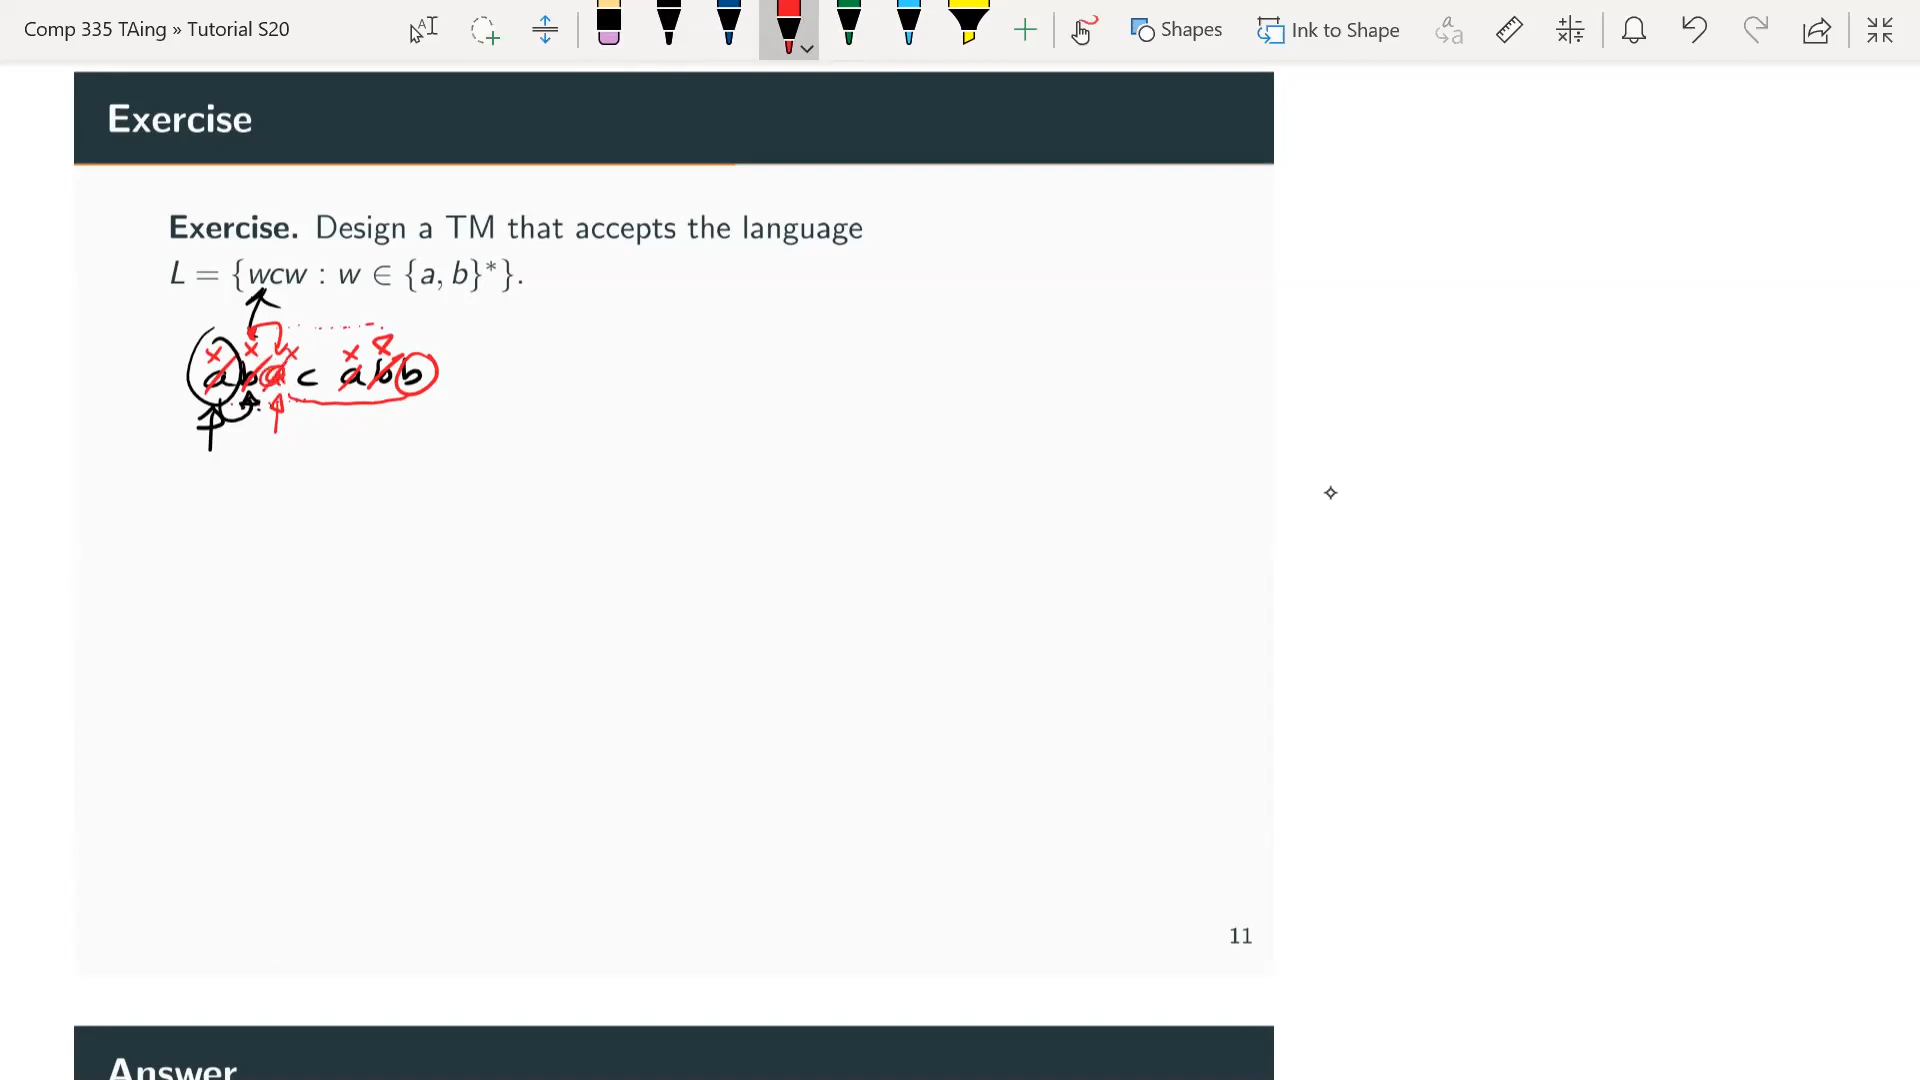 Comp 335 TAing » Tutorial S20
Shapes
Ink to Shape
Exercise
Exercise. Design a TM that accepts the language
L = {wcw : w ∈ {a, b}*}.
x x x x x
a b a c a b b
11
Answer